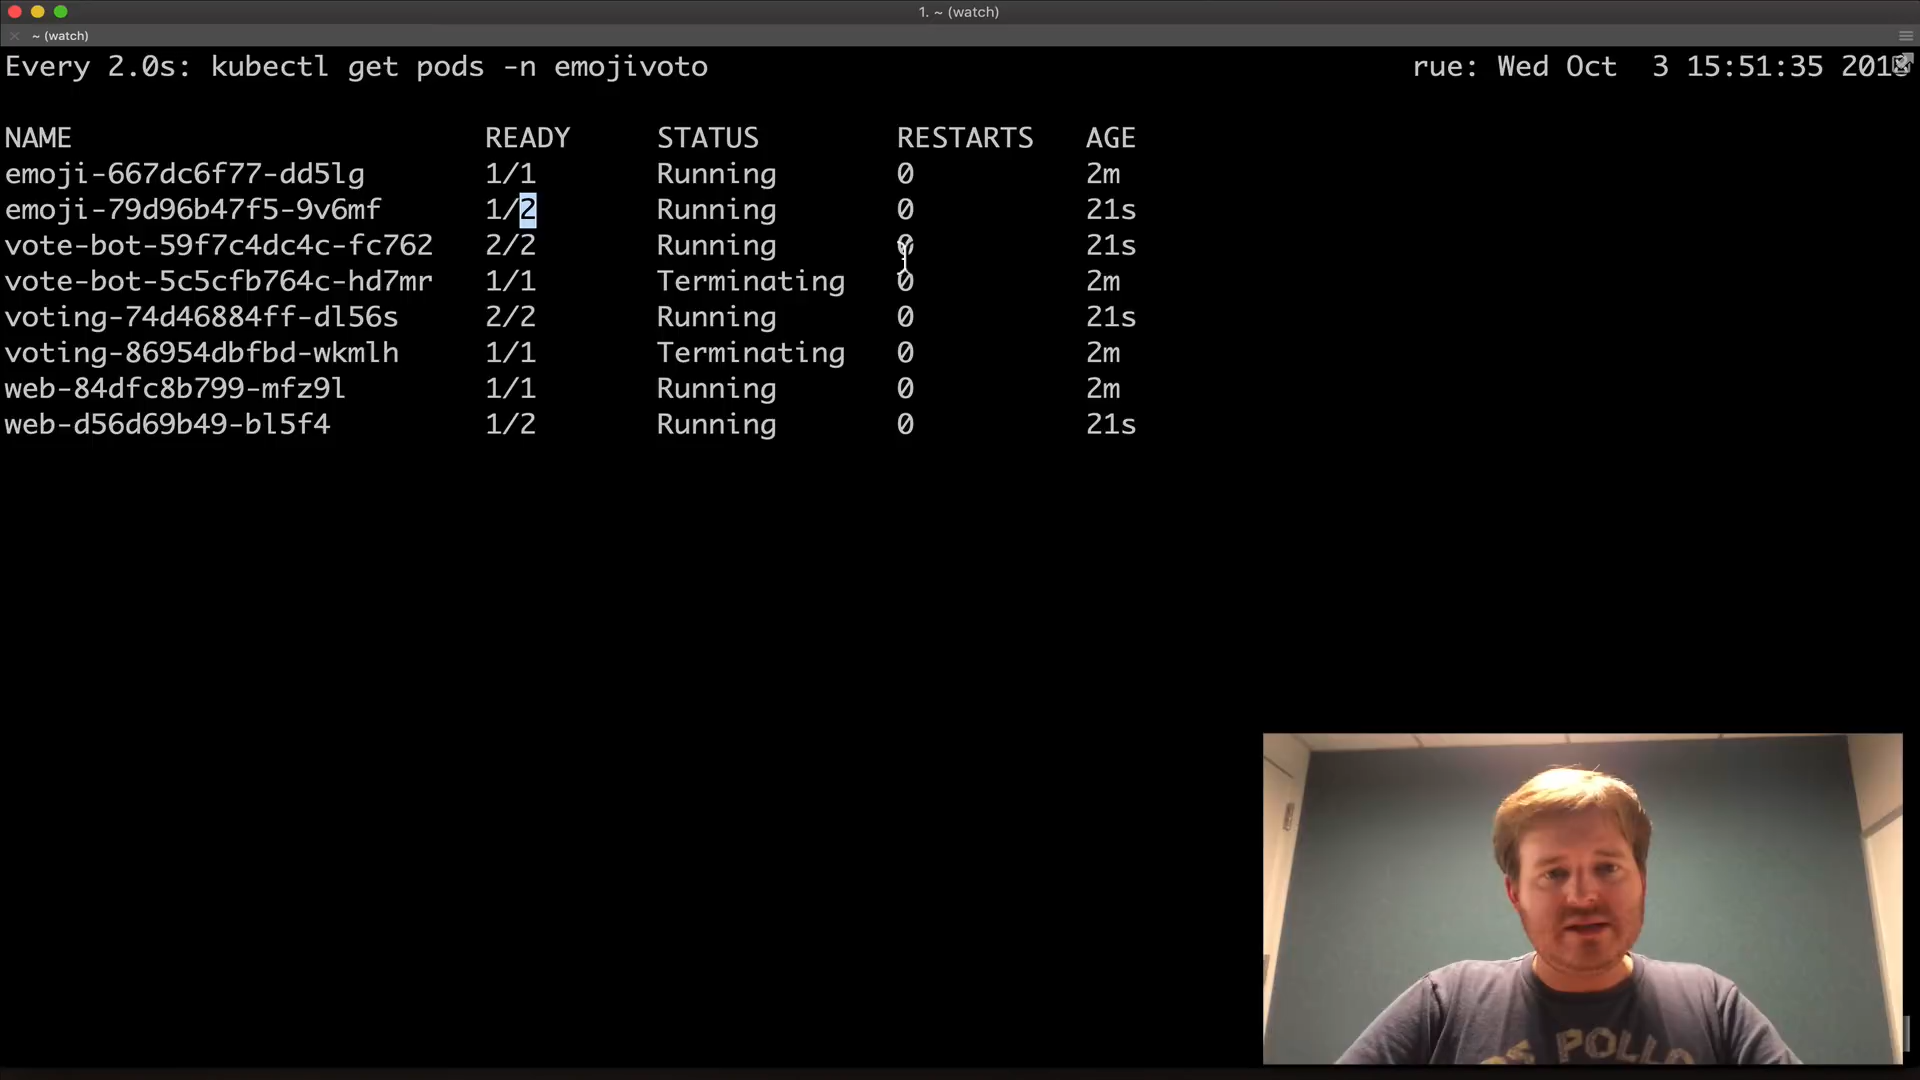 1. ~ (watch)
~ (watch)
Every 2.0s: kubectl get pods -n emojivoto rue: Wed Oct 3 15:51:35
NAME READY STATUS RESTARTS AGE
emoji-667dc6f77-dd5lg 1/1 Running 0 2m
emoji-79d96b47f5-9v6mf 1/2 Running 0 21s
vote-bot-59f7c4dc4c-fc762 2/2 Running 0 21s
vote-bot-5c5cfb764c-hd7mr 1/1 Terminating 0 2m
voting-74d46884ff-dl56s 2/2 Running 0 21s
voting-86954dbfbd-wkmlh 1/1 Terminating 0 2m
web-84dfc8b799-mfz9l 1/1 Running 0 2m
web-d56d69b49-bl5f4 1/2 Running 0 21s
POLLO